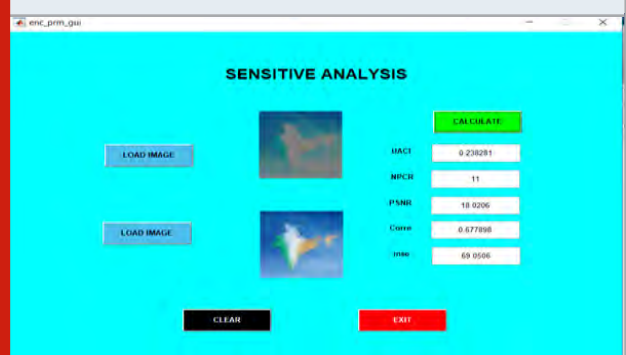 enc_prm_gui
SENSITIVE ANALYSIS
CALCULATE
LOAD IMAGE
UACI 0.238281
NPCR 11
PSNR 18.0206
LOAD IMAGE
Corre 0.677898
mse 69.0506
CLEAR
EXIT